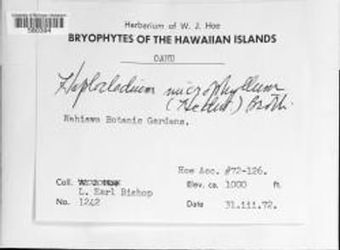 580364
Herbarium of W. J. Hoe
BRYOPHYTES OF THE HAWAIIAN ISLANDS
OAHU
Haplocladium microphyllum
(Hedw.) Broth.
Wahiawa Botanic Gardens.
Hoe Acc. #72-126.
Coll. Elev. ca. 1000 ft.
L. Earl Bishop
No. 1242 Date 31.iii.72.